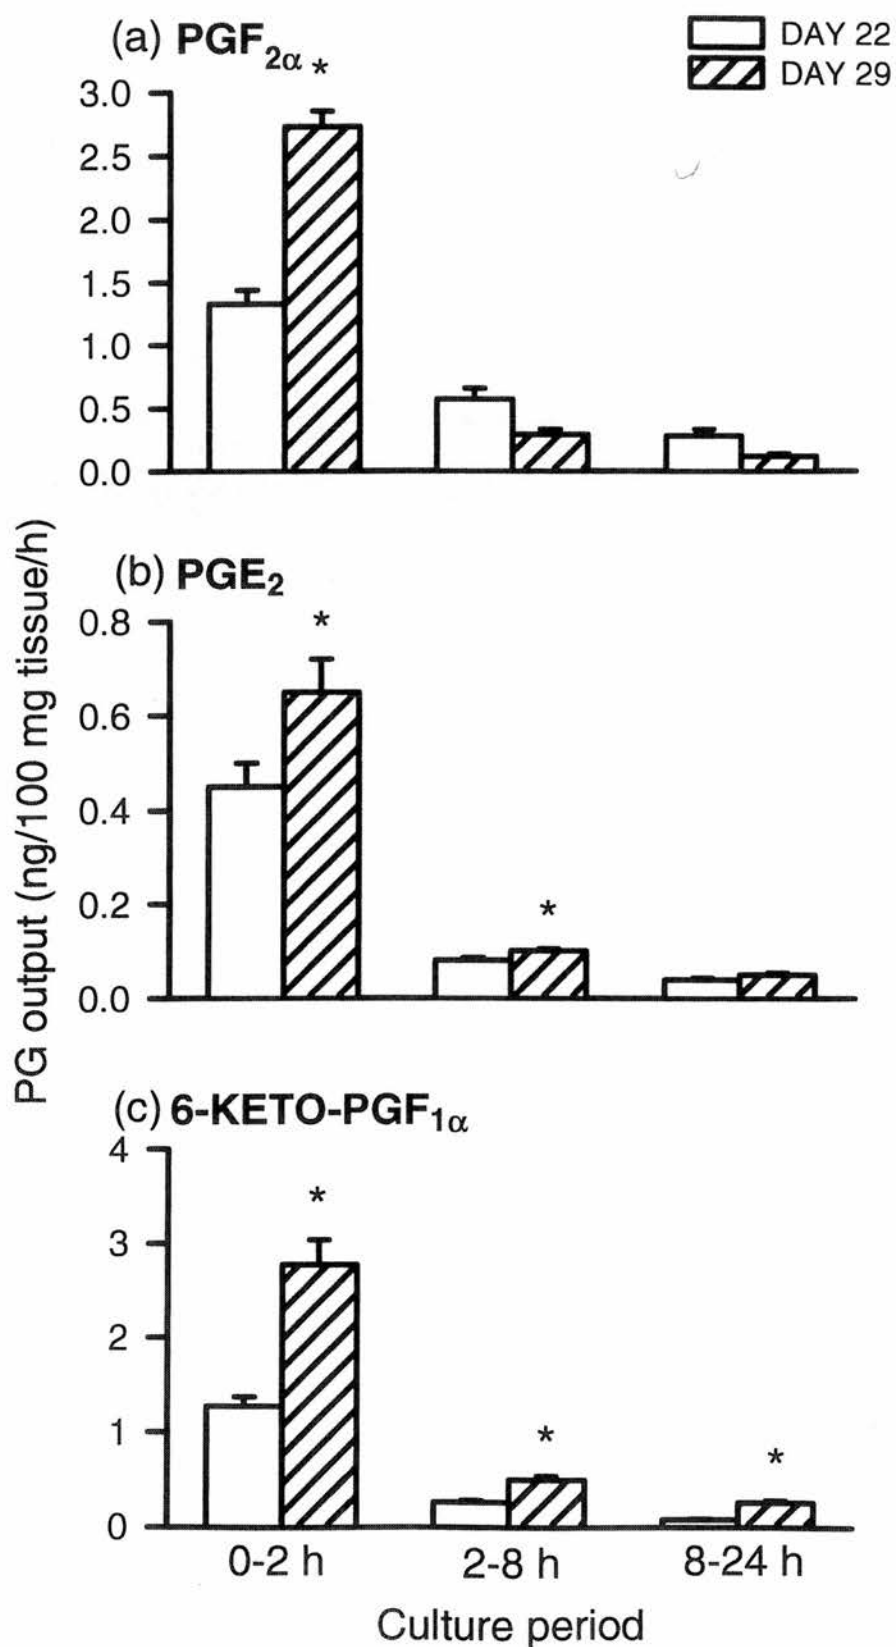 (a) PGF2α *
DAY 22
DAY 29
3.0
2.5
2.0
1.5
1.0
0.5
0.0
PG output (ng/100 mg tissue/h)
(b) PGE2
*
0.8
0.6
0.4
*
0.2
0.0
(c) 6-KETO-PGF1α
4
*
3
2
1
*
*
0
0-2 h 2-8 h 8-24 h
Culture period